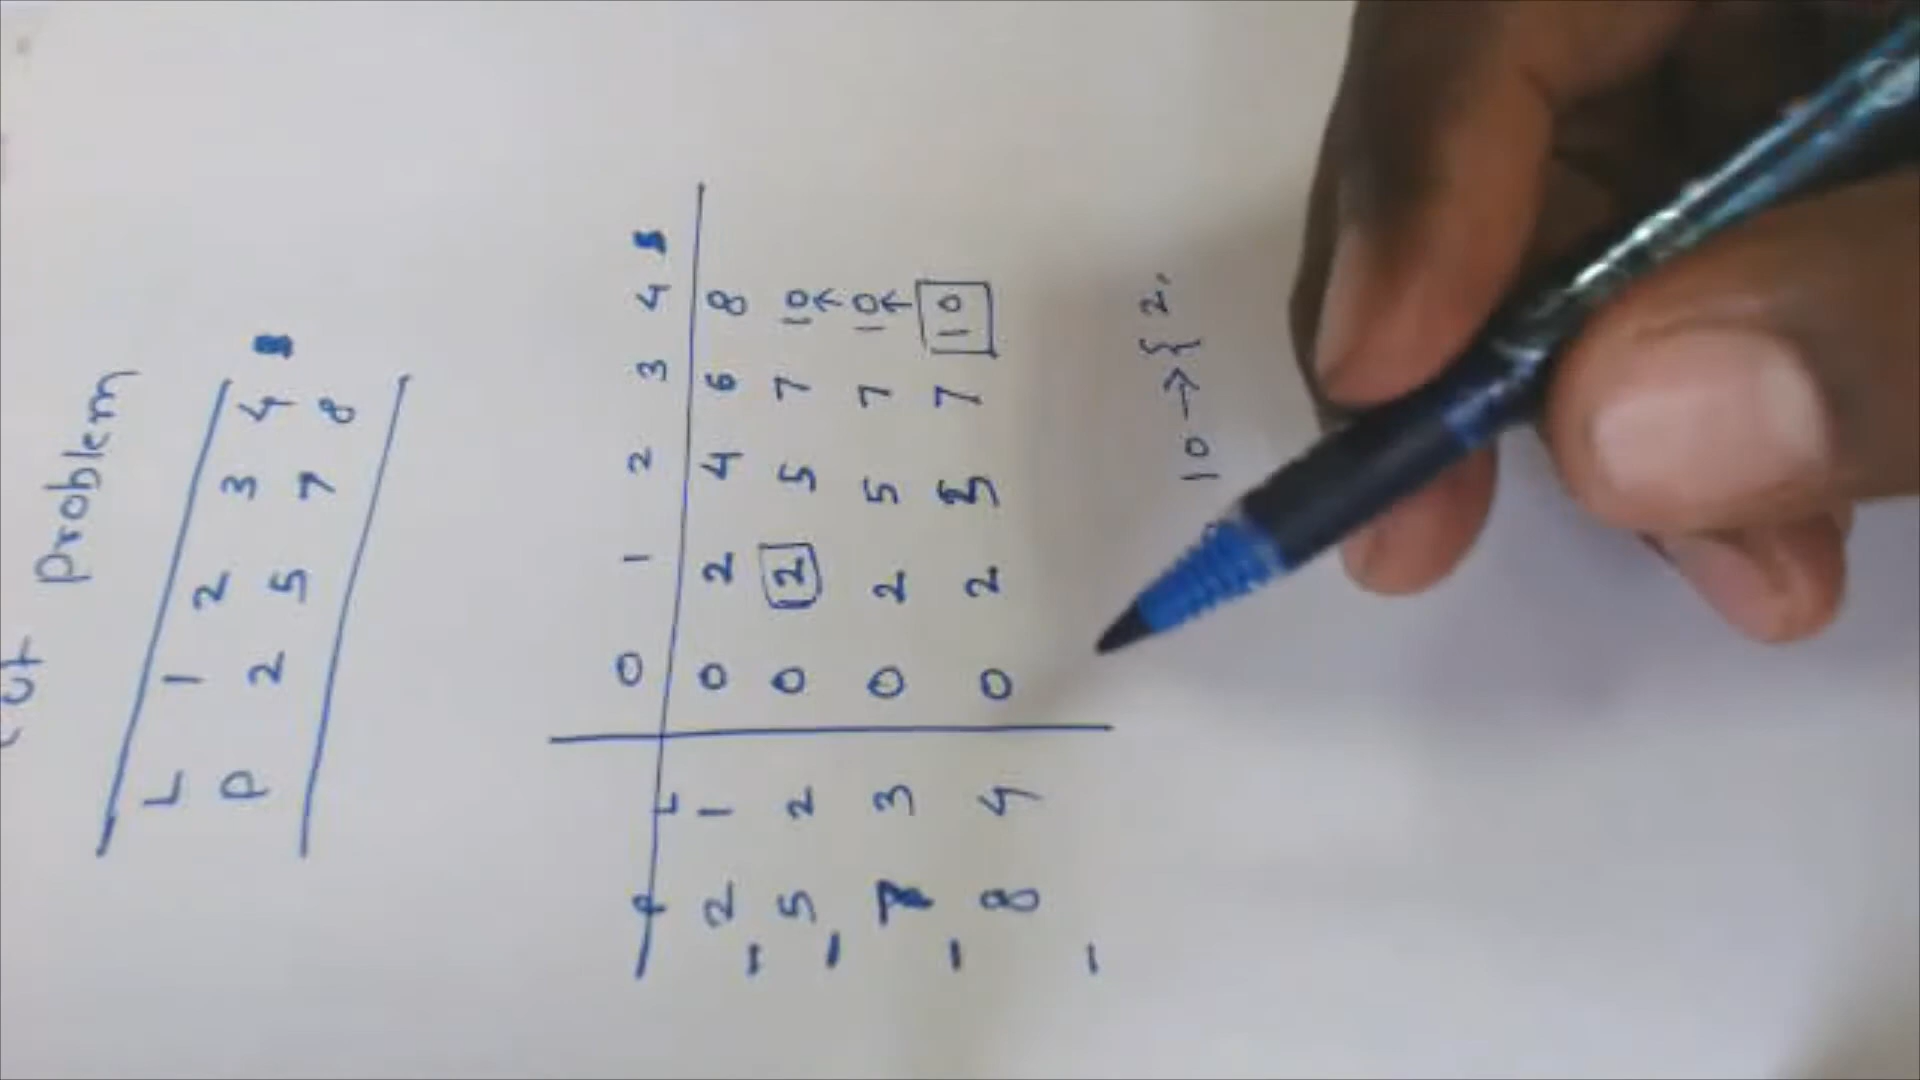 Problem
L 1 2 3 4
P 2 5 7 8
P L 0 1 2 3 4
2 1 0 2 4 6 8
5 2 0 2 5 7 10 ←
7 3 0 2 5 7 10 ←
8 4 0 2 5 7 10
10 → { 2,